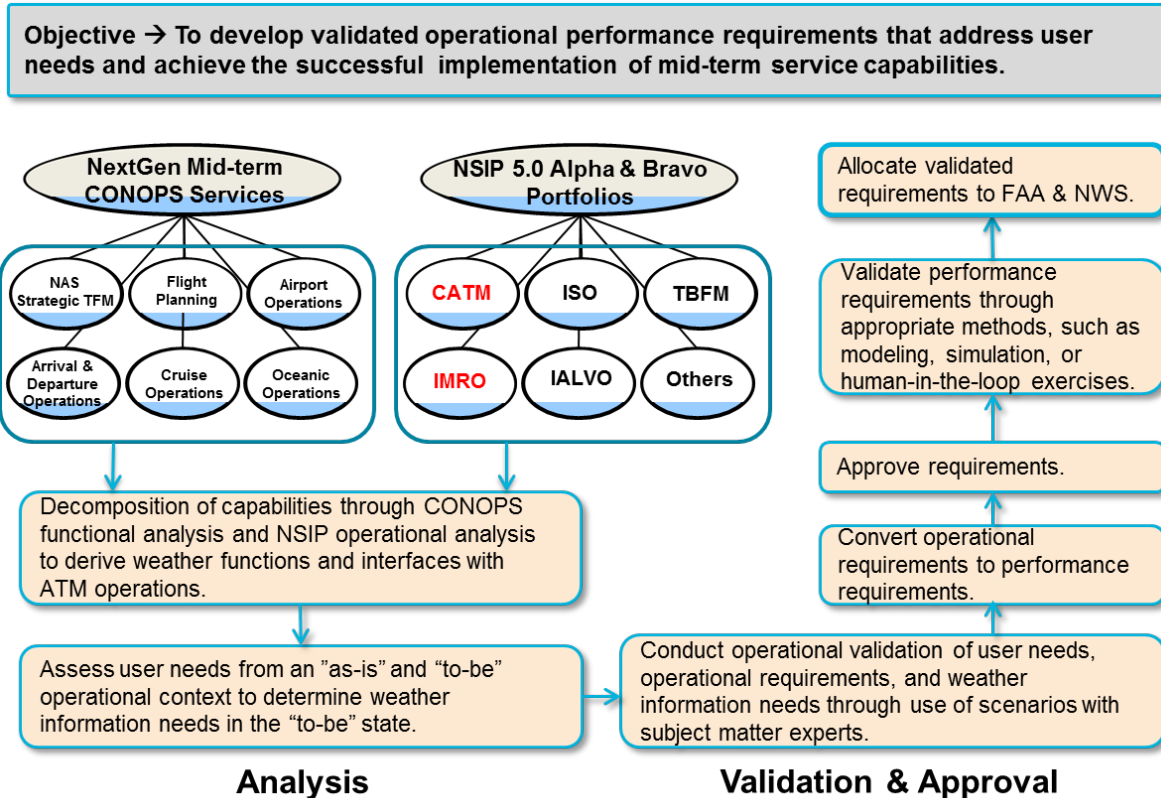 Objective → To develop validated operational performance requirements that address user
needs and achieve the successful implementation of mid-term service capabilities.
NextGen Mid-term
CONOPS Services
NAS
Strategic TFM
Flight
Planning
Airport
Operations
Arrival &
Departure
Operations
Cruise
Operations
Oceanic
Operations
NSIP 5.0 Alpha & Bravo
Portfolios
CATM
ISO
TBFM
IMRO
IALVO
Others
Decomposition of capabilities through CONOPS
functional analysis and NSIP operational analysis
to derive weather functions and interfaces with
ATM operations.
Assess user needs from an "as-is" and “to-be”
operational context to determine weather
information needs in the “to-be” state.
Analysis
Conduct operational validation of user needs,
operational requirements, and weather
information needs through use of scenarios with
subject matter experts.
Convert operational
requirements to performance
requirements.
Approve requirements.
Validate performance
requirements through
appropriate methods, such as
modeling, simulation, or
human-in-the-loop exercises.
Allocate validated
requirements to FAA & NWS.
Validation & Approval